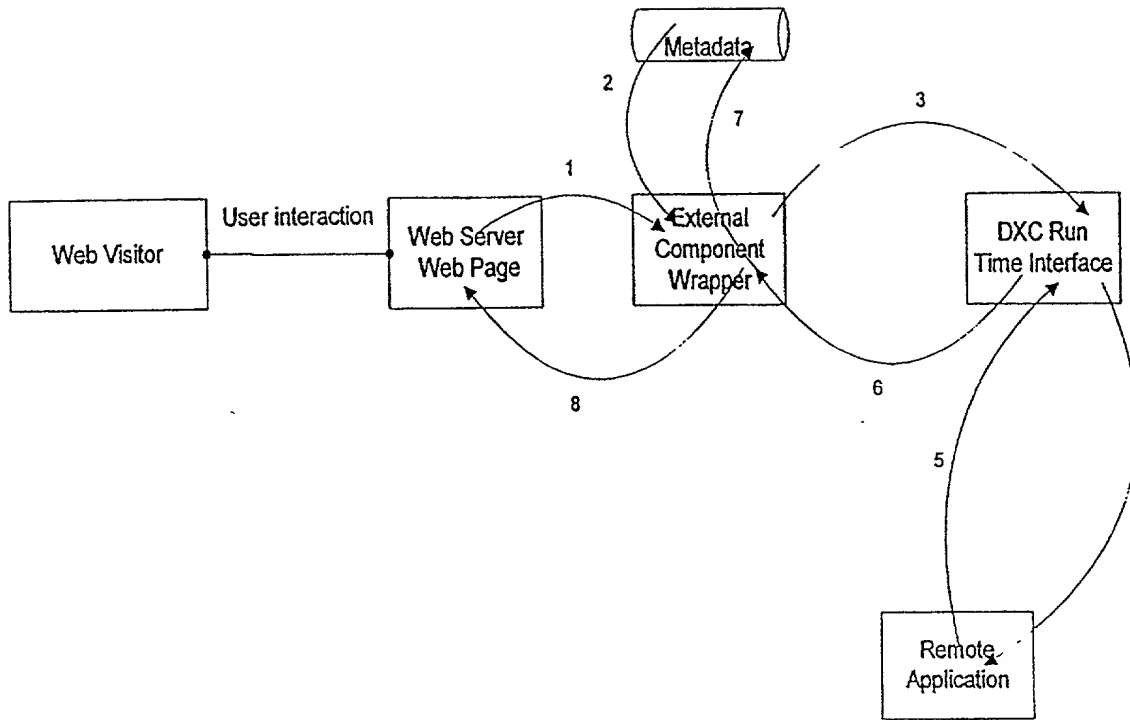 Metadata
2
7
3
1
User interaction
Web Visitor
Web Server
Web Page
External
Component
Wrapper
DXC Run
Time Interface
8
6
5
Remote
Application